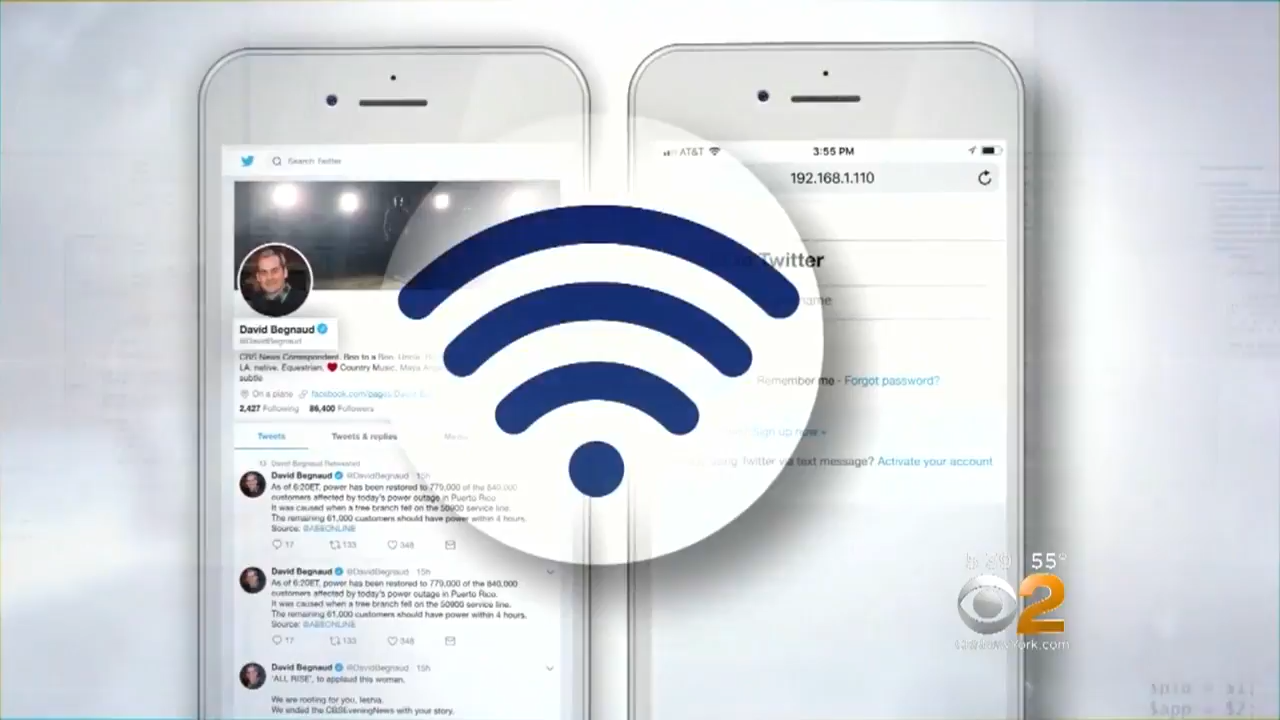 Search Twitter
David Begnaud
@DavidBegnaud
CBS News Correspondent.
LA. native. Equestrian. Country Music.
subtle
On a plane
2,427 Following 86,400 Followers
Tweets Tweets & replies
David Begnaud Retweeted
David Begnaud @DavidBegnaud · 15h
As of 6:20ET, power has been restored to 779,000 of the 840,000
customers affected by today's power outage in Puerto Rico
It was caused when a tree branch fell on the 50900 service line.
The remaining 61,000 customers should have power within 4 hours.
Source: @AEEONLINE
17 133 348
David Begnaud @DavidBegnaud · 15h
As of 6:20ET, power has been restored to 779,000 of the 840,000
customers affected by today's power outage in Puerto Rico.
It was caused when a tree branch fell on the 50900 service line.
The remaining 61,000 customers should have power within 4 hours.
Source: @AEEONLINE
17 133 348
David Begnaud @DavidBegnaud · 15h
'ALL RISE', to applaud this woman.
We are rooting for you, Ieshia.
We ended the CBSEveningNews with your story.
AT&T 3:55 PM
192.168.1.110
Twitter
Remember me - Forgot password?
Sign up now
Twitter via text message? Activate your account
55°
2
$app = $2;